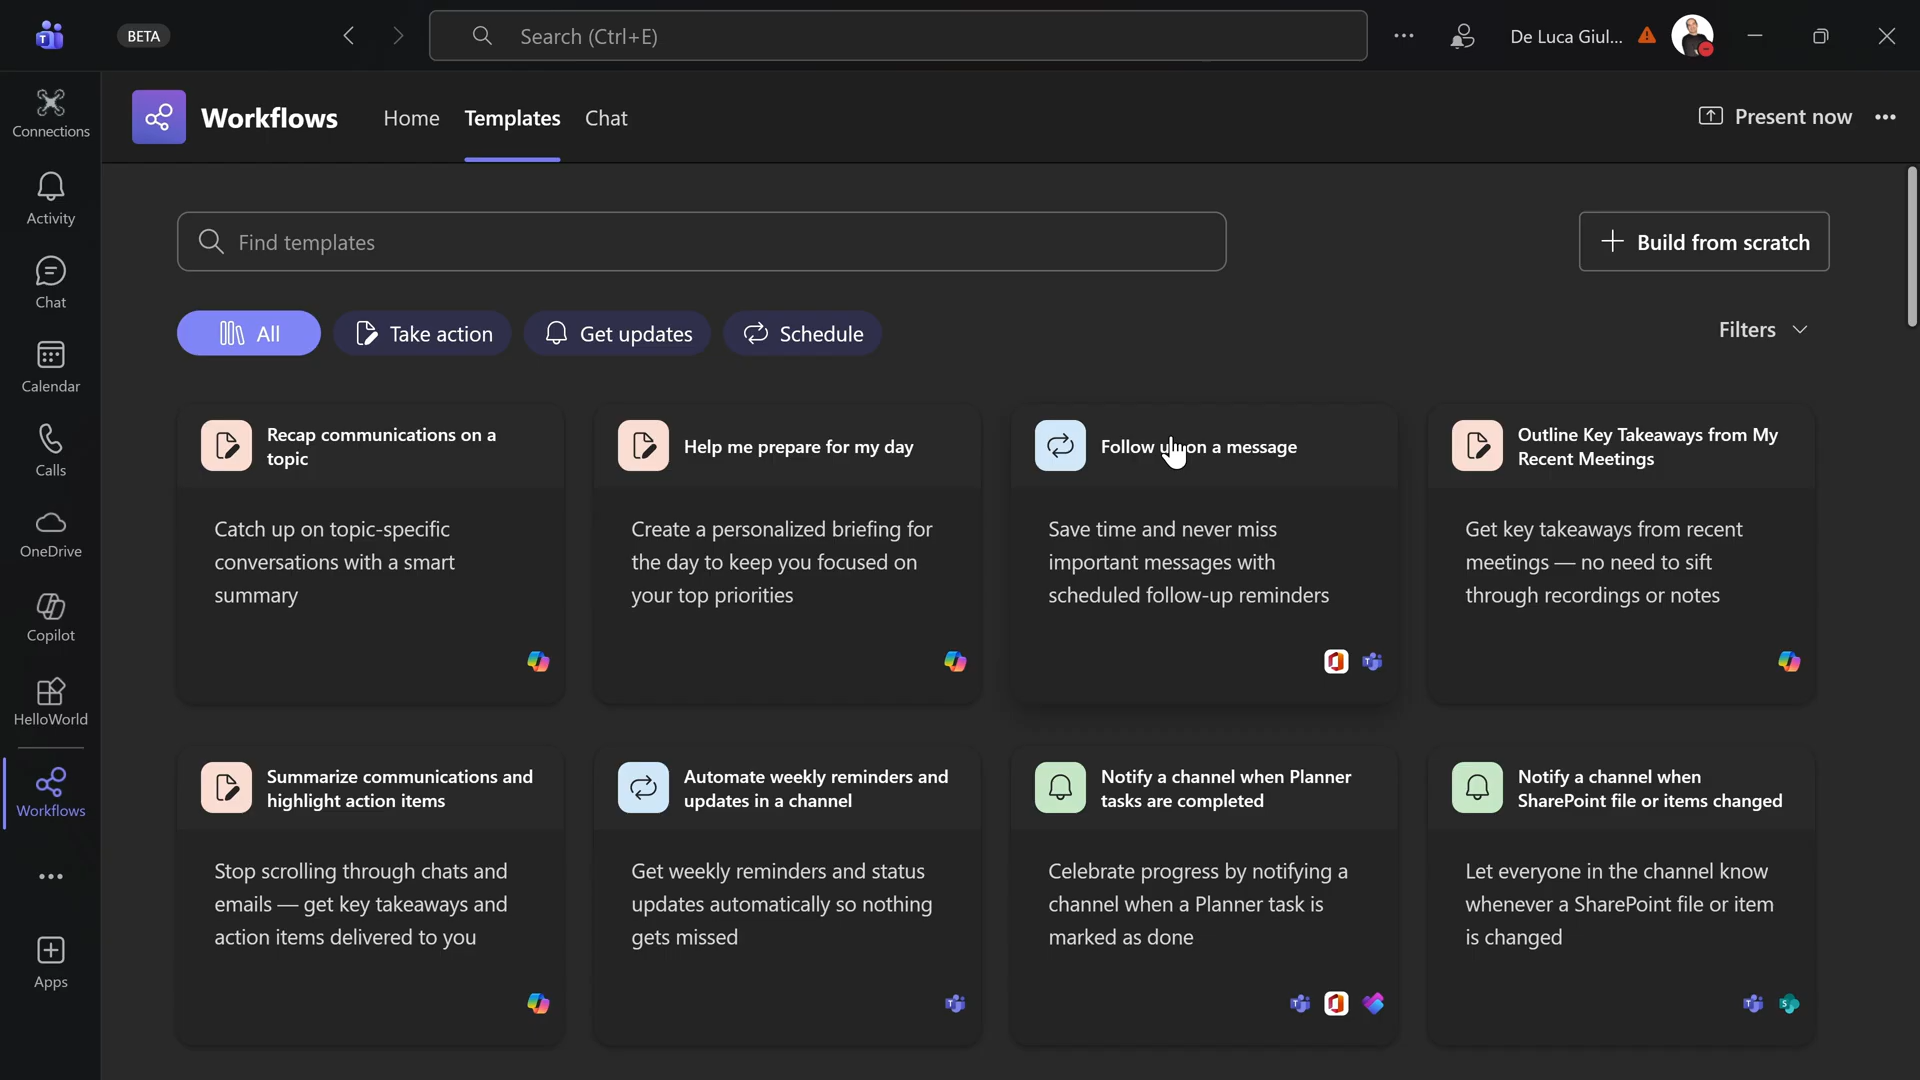 BETA
Search (Ctrl+E)
De Luca Giul...
Connections
Activity
Chat
Calendar
Calls
OneDrive
Copilot
HelloWorld
Workflows
Apps
Workflows
Home
Templates
Chat
Present now
Find templates
Build from scratch
All
Take action
Get updates
Schedule
Filters
Recap communications on a
topic
Catch up on topic-specific
conversations with a smart
summary
Help me prepare for my day
Create a personalized briefing for
the day to keep you focused on
your top priorities
Follow up on a message
Save time and never miss
important messages with
scheduled follow-up reminders
Outline Key Takeaways from My
Recent Meetings
Get key takeaways from recent
meetings — no need to sift
through recordings or notes
Summarize communications and
highlight action items
Stop scrolling through chats and
emails — get key takeaways and
action items delivered to you
Automate weekly reminders and
updates in a channel
Get weekly reminders and status
updates automatically so nothing
gets missed
Notify a channel when Planner
tasks are completed
Celebrate progress by notifying a
channel when a Planner task is
marked as done
Notify a channel when
SharePoint file or items changed
Let everyone in the channel know
whenever a SharePoint file or item
is changed